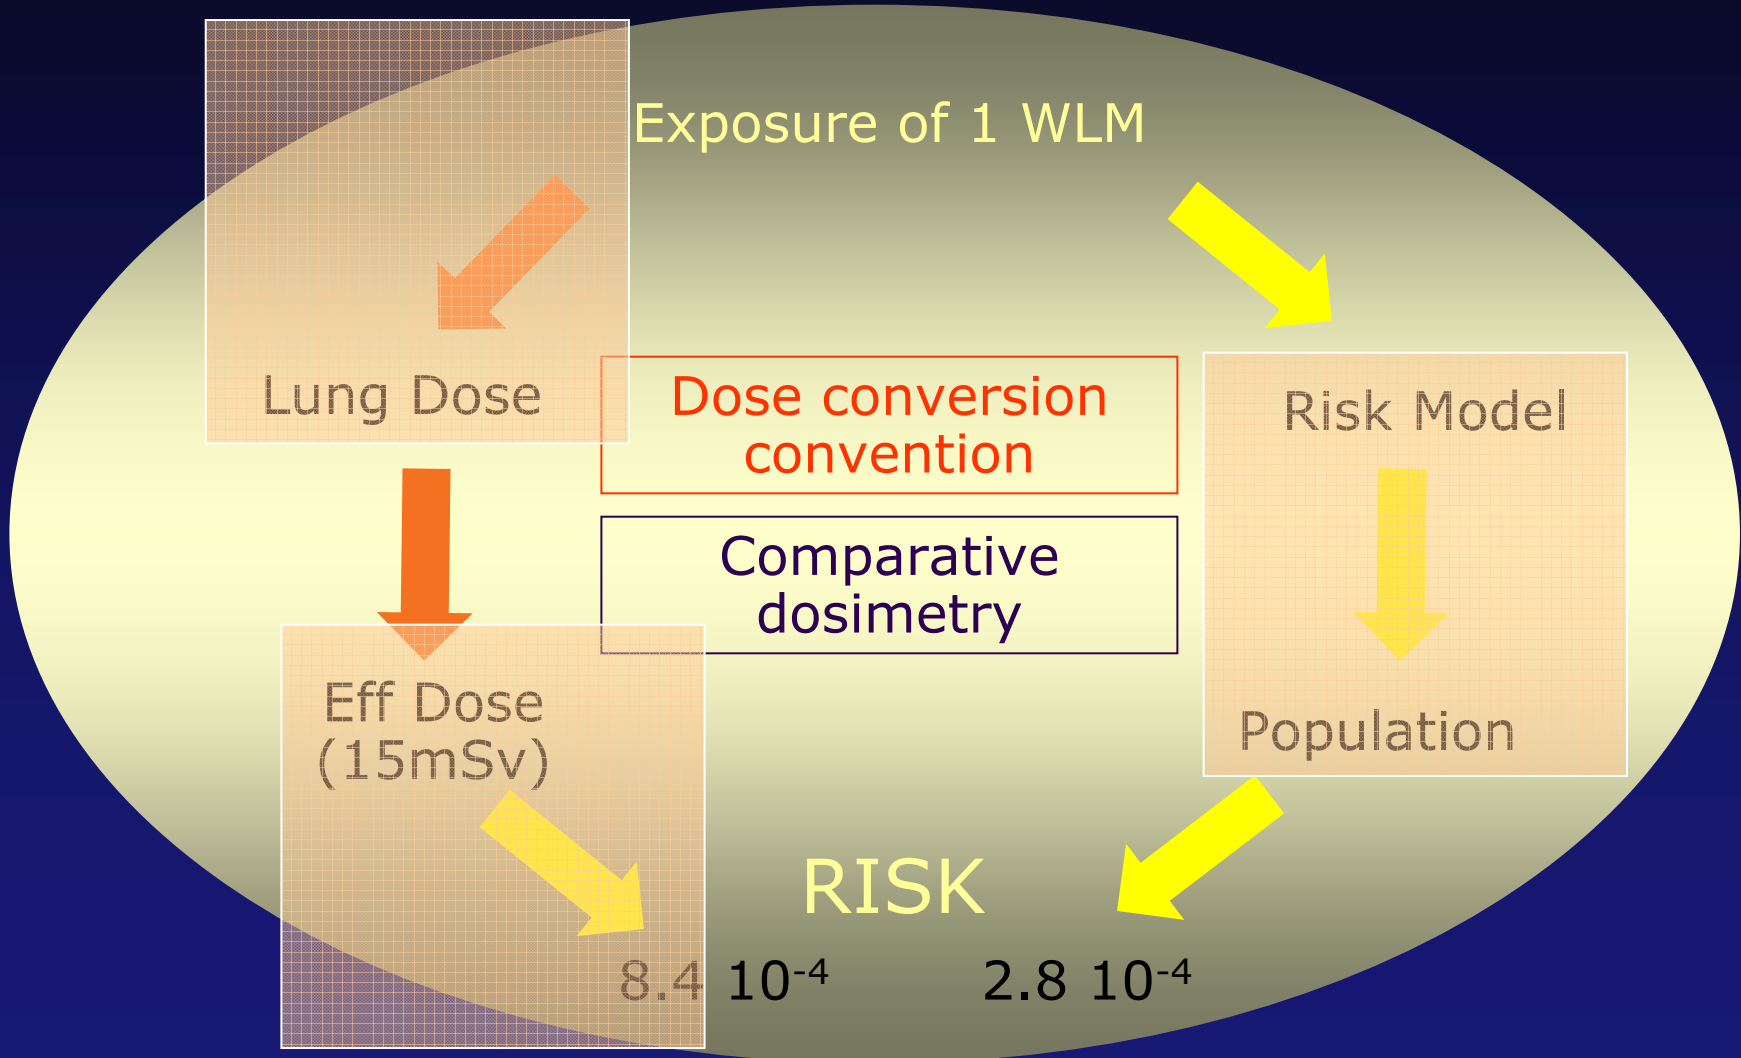 Exposure of 1 WLM
Lung Dose
Dose conversion
convention
Risk Model
Comparative
dosimetry
Eff Dose
(15mSv)
Population
RISK
8.4 10⁻⁴
2.8 10⁻⁴